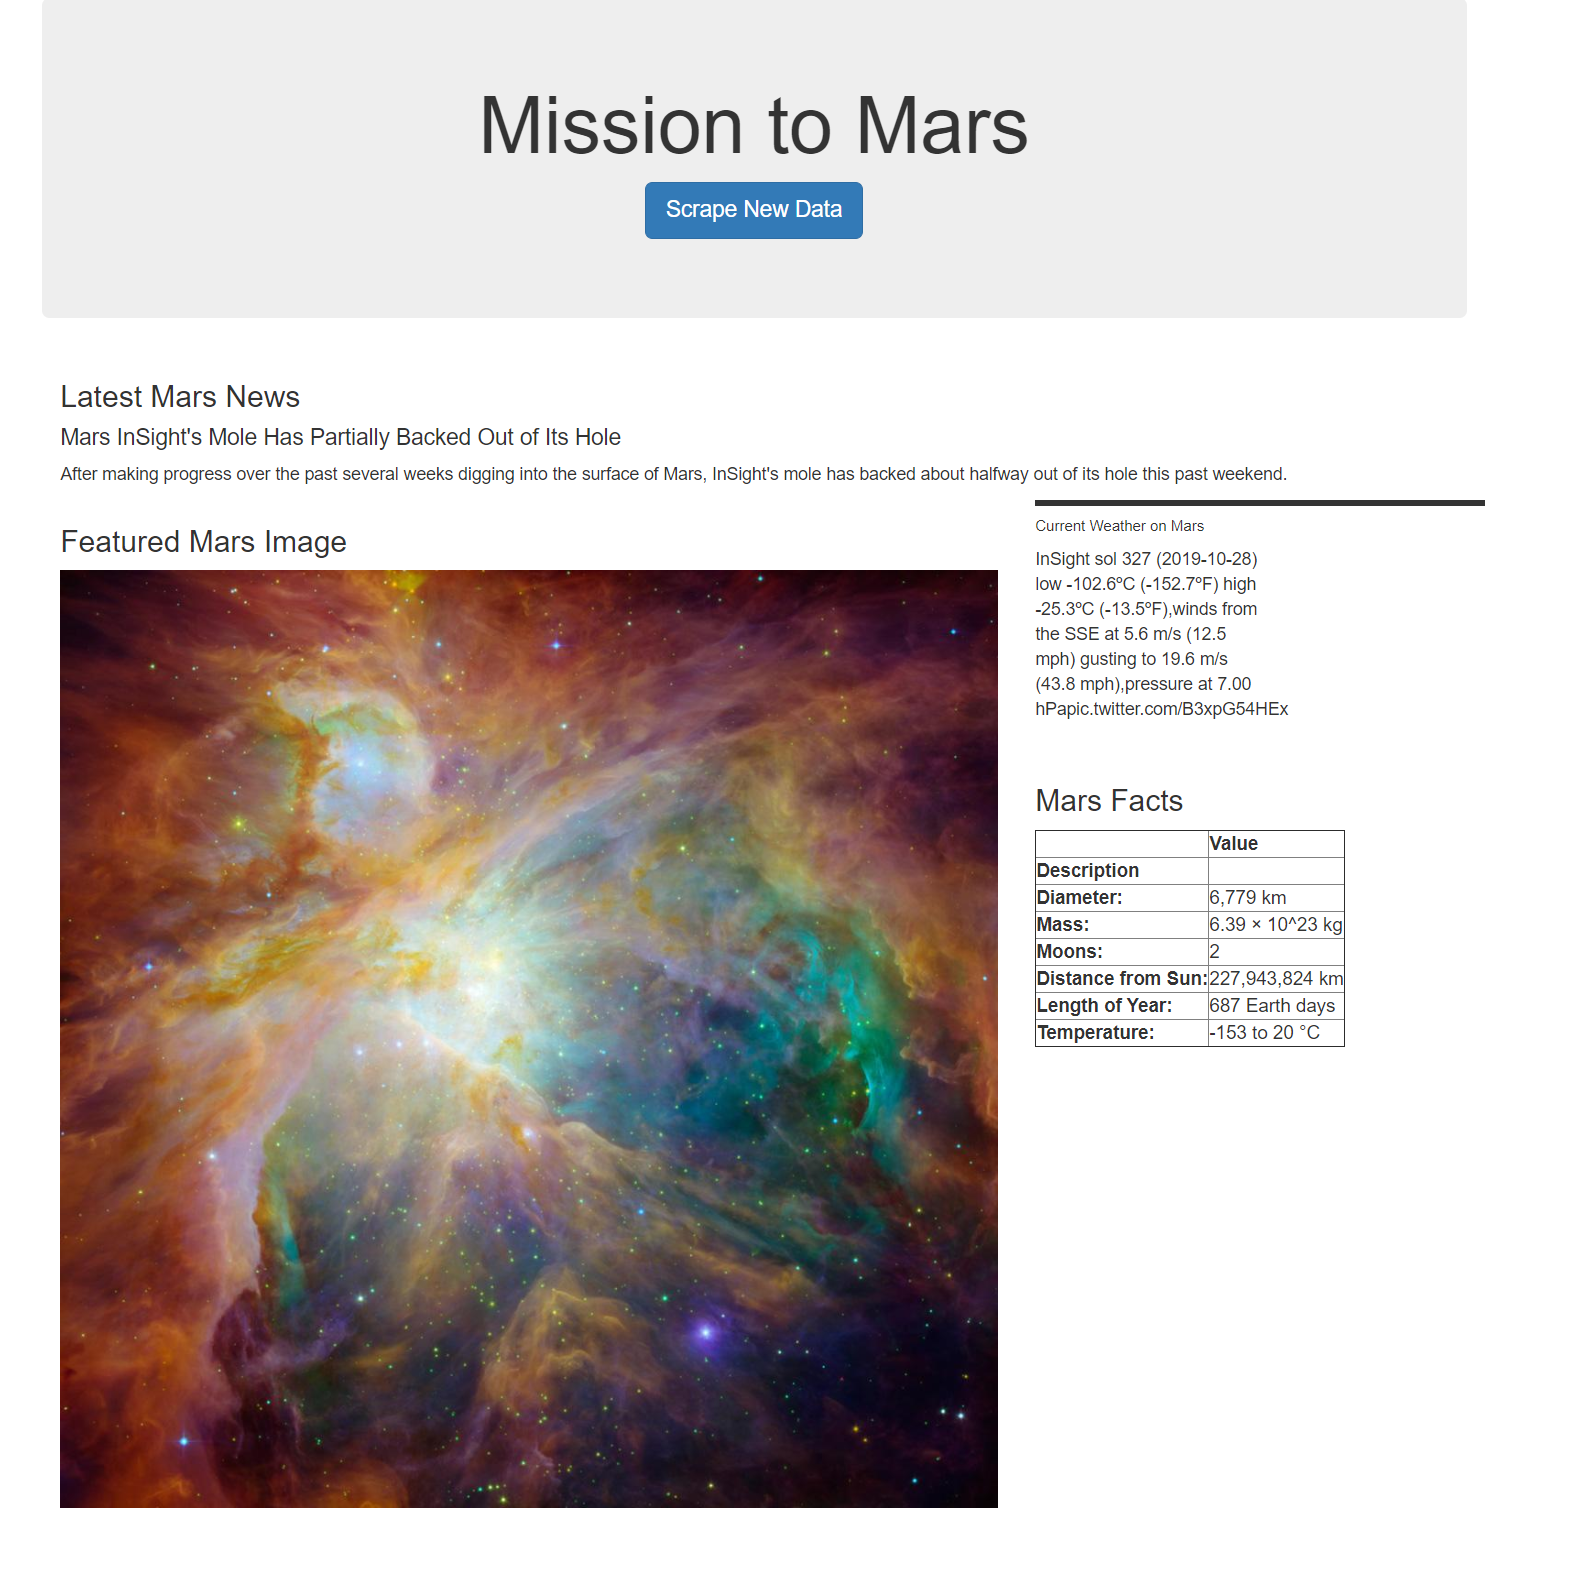 Mission to Mars
Scrape New Data
Latest Mars News
Mars InSight's Mole Has Partially Backed Out of Its Hole
After making progress over the past several weeks digging into the surface of Mars, InSight's mole has backed about halfway out of its hole this past weekend.
Featured Mars Image
Current Weather on Mars
InSight sol 327 (2019-10-28)
low -102.6ºC (-152.7ºF) high
-25.3ºC (-13.5ºF),winds from
the SSE at 5.6 m/s (12.5
mph) gusting to 19.6 m/s
(43.8 mph),pressure at 7.00
hPapic.twitter.com/B3xpG54HEx
Mars Facts
Value
Description
Diameter: 6,779 km
Mass: 6.39 × 10^23 kg
Moons: 2
Distance from Sun: 227,943,824 km
Length of Year: 687 Earth days
Temperature: -153 to 20 °C